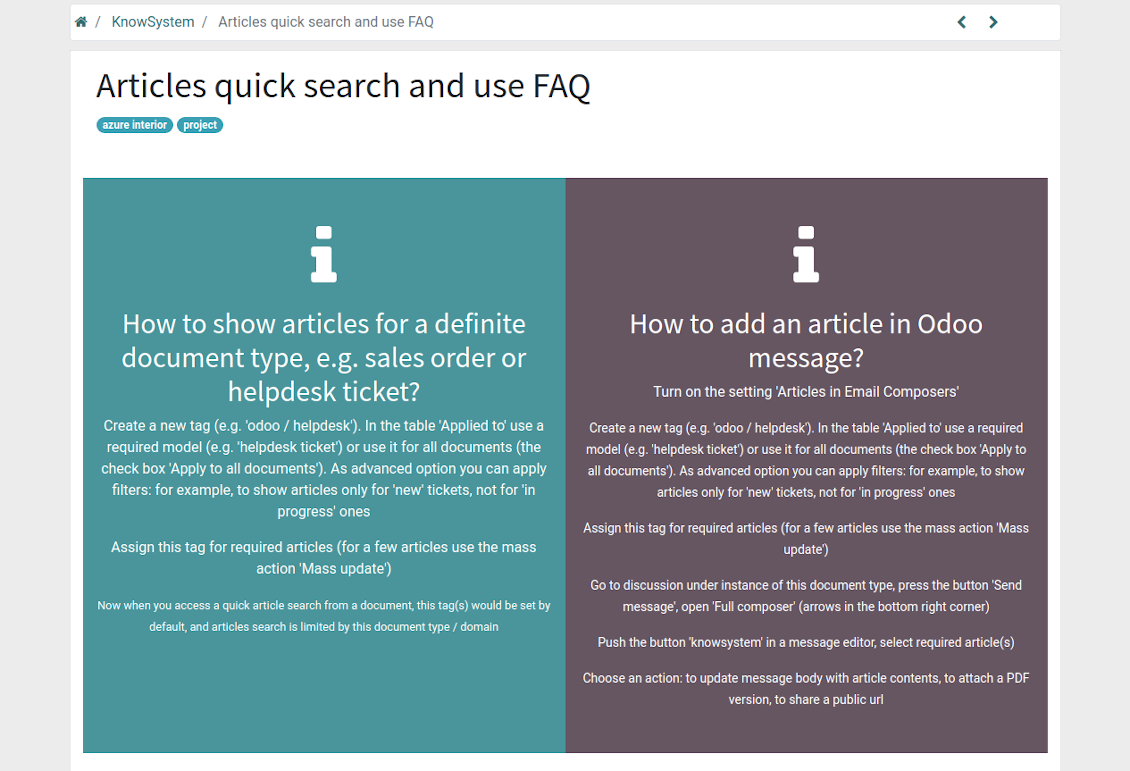 / KnowSystem / Articles quick search and use FAQ
Articles quick search and use FAQ
azure interior project
How to show articles for a definite
document type, e.g. sales order or
helpdesk ticket?
Create a new tag (e.g. 'odoo / helpdesk'). In the table 'Applied to' use a
required model (e.g. 'helpdesk ticket') or use it for all documents (the
check box 'Apply to all documents'). As advanced option you can apply
filters: for example, to show articles only for 'new' tickets, not for 'in
progress' ones
Assign this tag for required articles (for a few articles use the mass
action 'Mass update')
Now when you access a quick article search from a document, this tag(s) would be set by
default, and articles search is limited by this document type / domain
How to add an article in Odoo
message?
Turn on the setting 'Articles in Email Composers'
Create a new tag (e.g. 'odoo / helpdesk'). In the table 'Applied to' use a required
model (e.g. 'helpdesk ticket') or use it for all documents (the check box 'Apply to
all documents'). As advanced option you can apply filters: for example, to show
articles only for 'new' tickets, not for 'in progress' ones
Assign this tag for required articles (for a few articles use the mass action 'Mass
update')
Go to discussion under instance of this document type, press the button 'Send
message', open 'Full composer' (arrows in the bottom right corner)
Push the button 'knowsystem' in a message editor, select required article(s)
Choose an action: to update message body with article contents, to attach a PDF
version, to share a public url